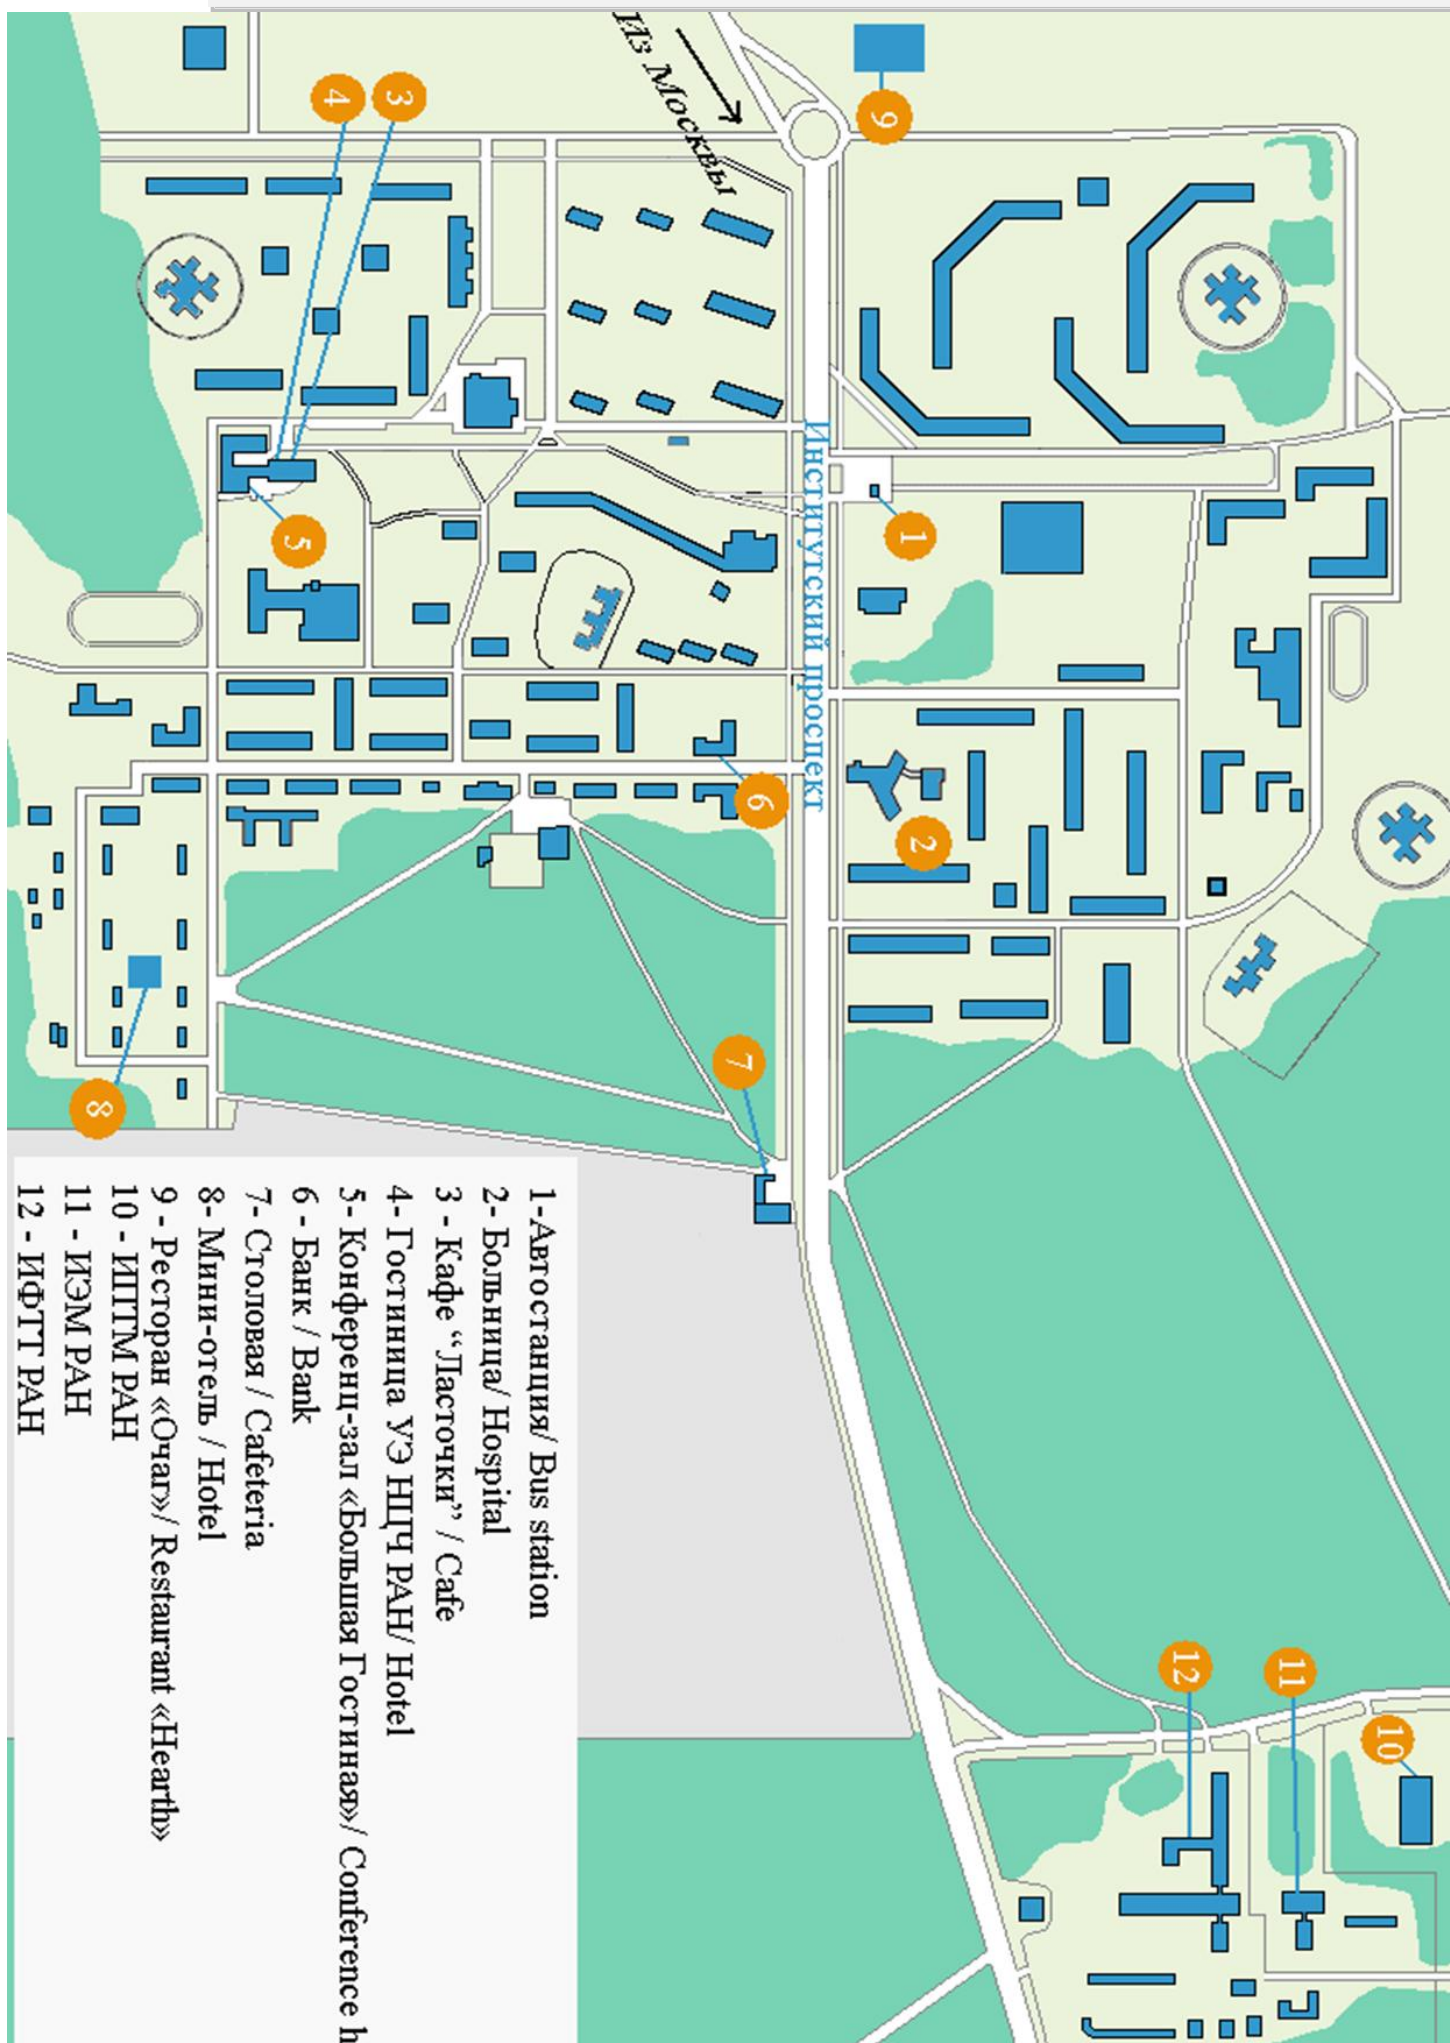 Из Москвы
4
3
9
5
1
Институтский проспект
6
2
7
8
12
11
10
1-Автостанция/ Bus station
2- Больница/ Hospital
3 - Кафе “Ласточки” / Cafe
4- Гостиница УЭ НЦЧ РАН/ Hotel
5- Конференц-зал «Большая Гостиная»/ Conference h
6 - Банк / Bank
7- Столовая / Cafeteria
8- Мини-отель / Hotel
9 - Ресторан «Очаг»/ Restaurant «Hearth»
10 - ИПТМ РАН
11 - ИЭМ РАН
12 - ИФТТ РАН